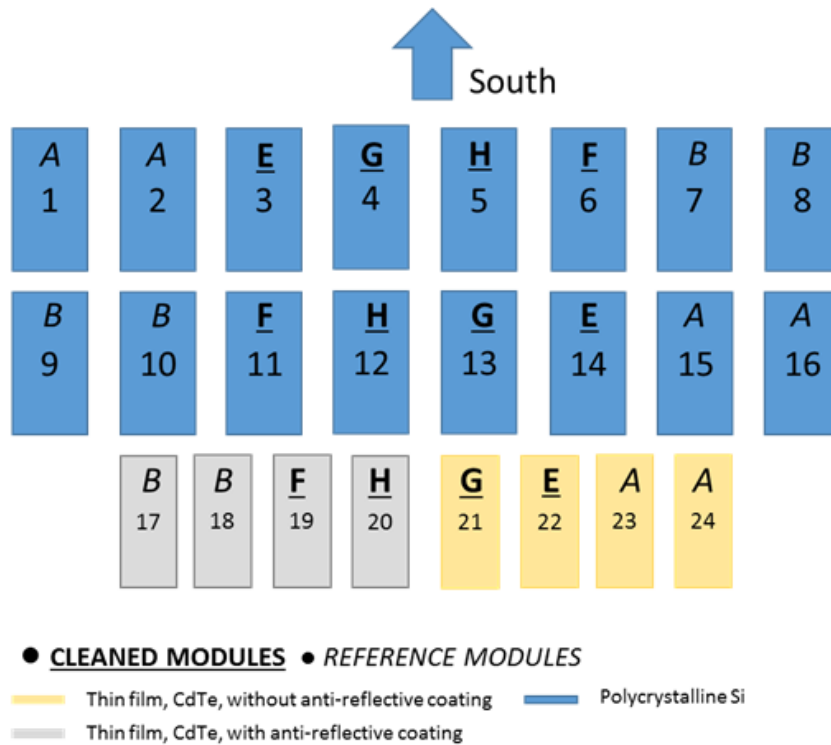 South
A A E G H F B B
1 2 3 4 5 6 7 8
B B F H G E A A
9 10 11 12 13 14 15 16
B B F H G E A A
17 18 19 20 21 22 23 24
● CLEANED MODULES ● REFERENCE MODULES
Thin film, CdTe, without anti-reflective coating Polycrystalline Si
Thin film, CdTe, with anti-reflective coating